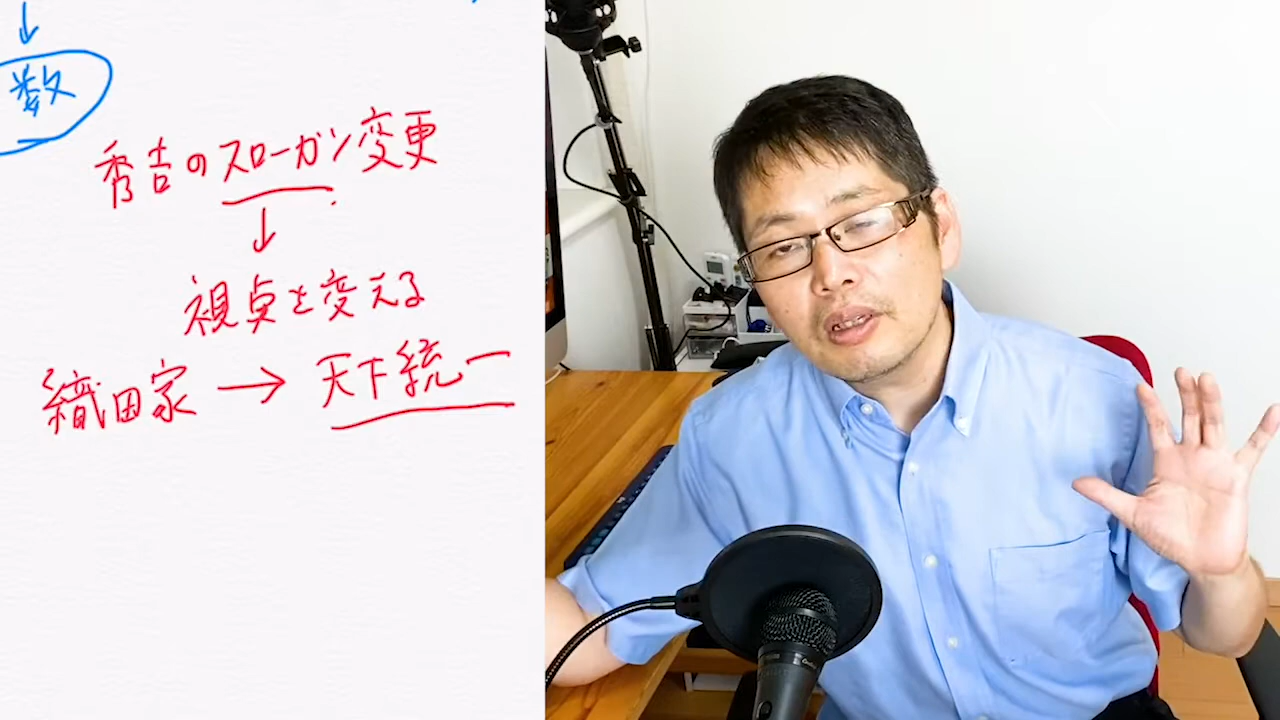 数
秀吉のスローガン変更
視点を変える
織田家→天下統一